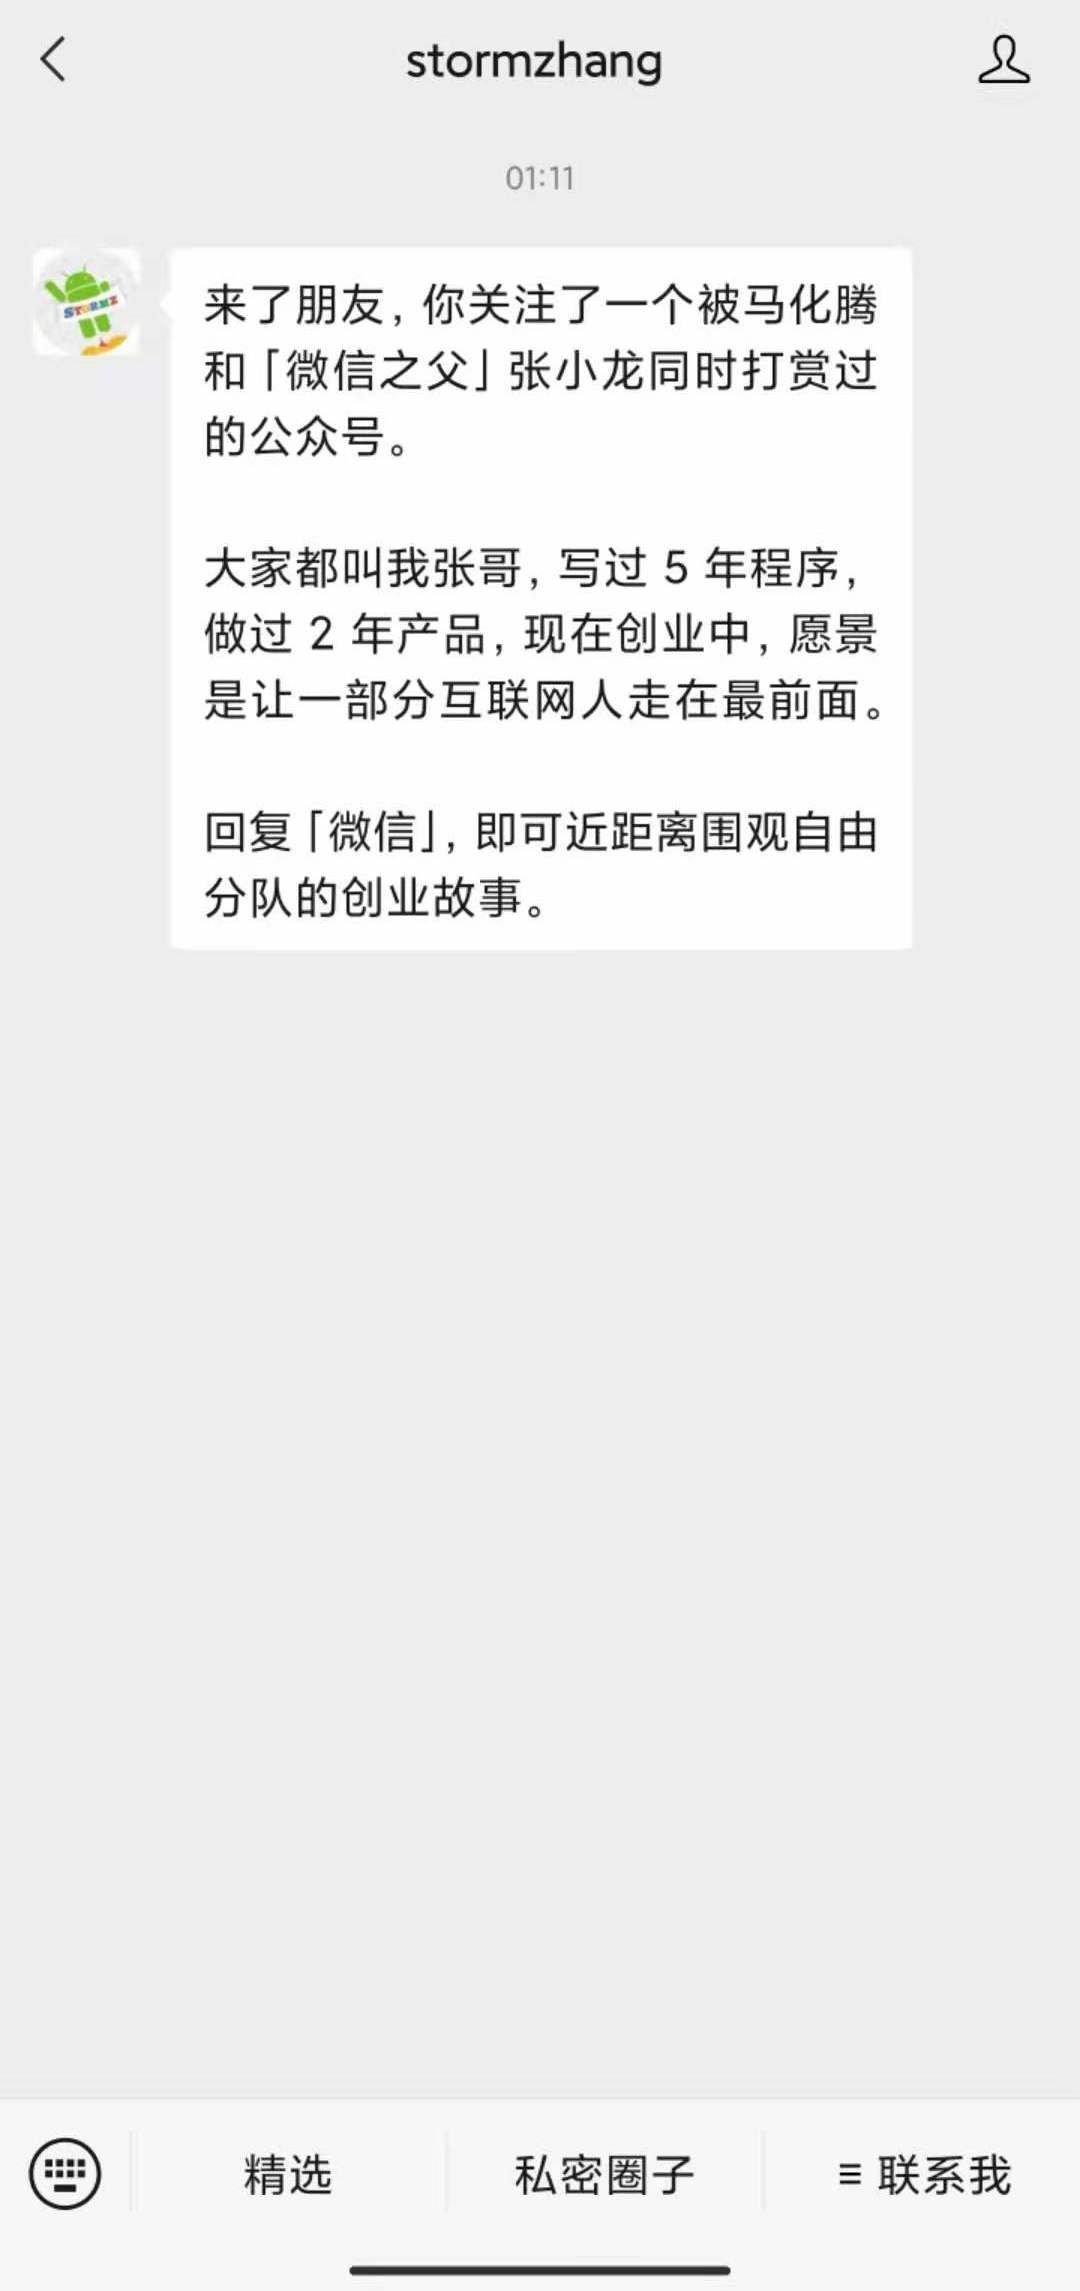 stormzhang
01:11
STORMZ
来了朋友，你关注了一个被马化腾
和「微信之父」张小龙同时打赏过
的公众号。
大家都叫我张哥，写过 5 年程序，
做过 2 年产品，现在创业中，愿景
是让一部分互联网人走在最前面。
回复「微信」，即可近距离围观自由
分队的创业故事。
精选
私密圈子
联系我